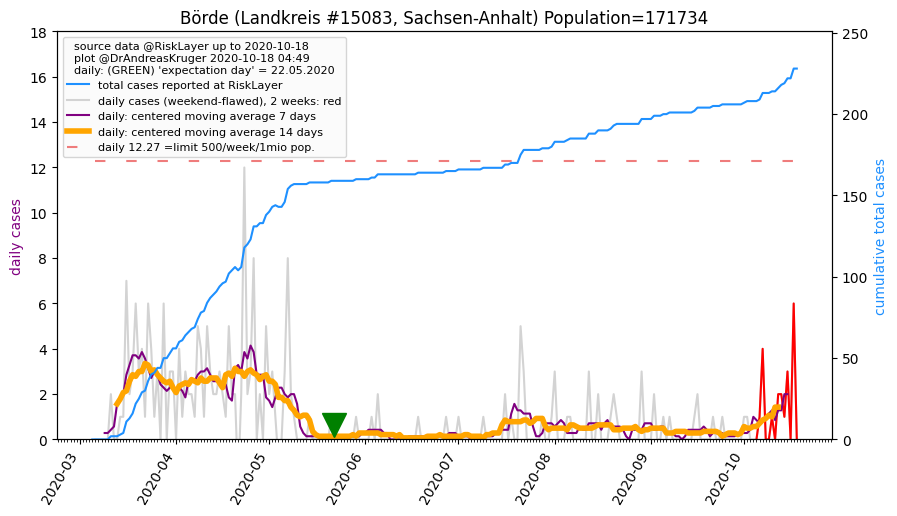 Börde (Landkreis #15083, Sachsen-Anhalt) Population=171734
source data @RiskLayer up to 2020-10-18
plot @DrAndreasKruger 2020-10-18 04:49
daily: (GREEN) 'expectation day' = 22.05.2020
total cases reported at RiskLayer
daily cases (weekend-flawed), 2 weeks: red
daily: centered moving average 7 days
daily: centered moving average 14 days
daily 12.27 =limit 500/week/1mio pop.
daily cases
18
16
14
12
10
8
6
4
2
0
cumulative total cases
250
200
150
100
50
0
2020-03
2020-04
2020-05
2020-06
2020-07
2020-08
2020-09
2020-10